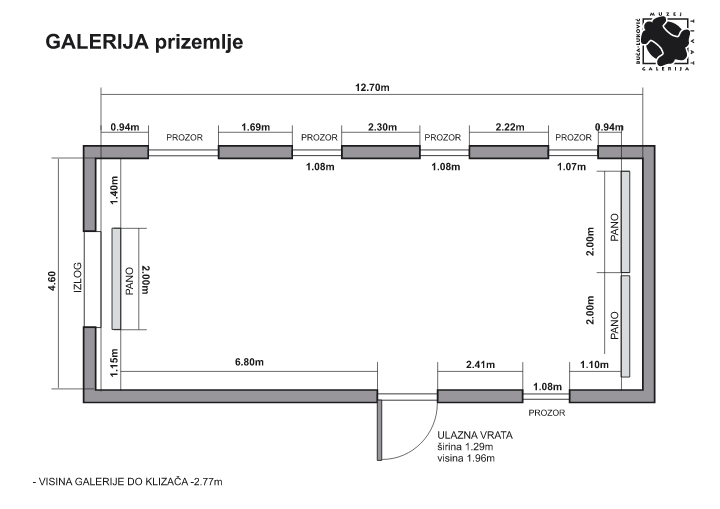 GALERIJA prizemlje
MUZEJ
TIVAT
BUĆA-LUKOVIĆ
GALERIJA
12.70m
0.94m
PROZOR
1.69m
PROZOR
2.30m
PROZOR
2.22m
PROZOR
0.94m
1.08m
1.08m
1.07m
1.40m
4.60
IZLOG
PANO
2.00m
1.15m
2.00m
PANO
2.00m
PANO
6.80m
2.41m
1.08m
1.10m
PROZOR
ULAZNA VRATA
širina 1.29m
visina 1.96m
- VISINA GALERIJE DO KLIZAČA -2.77m